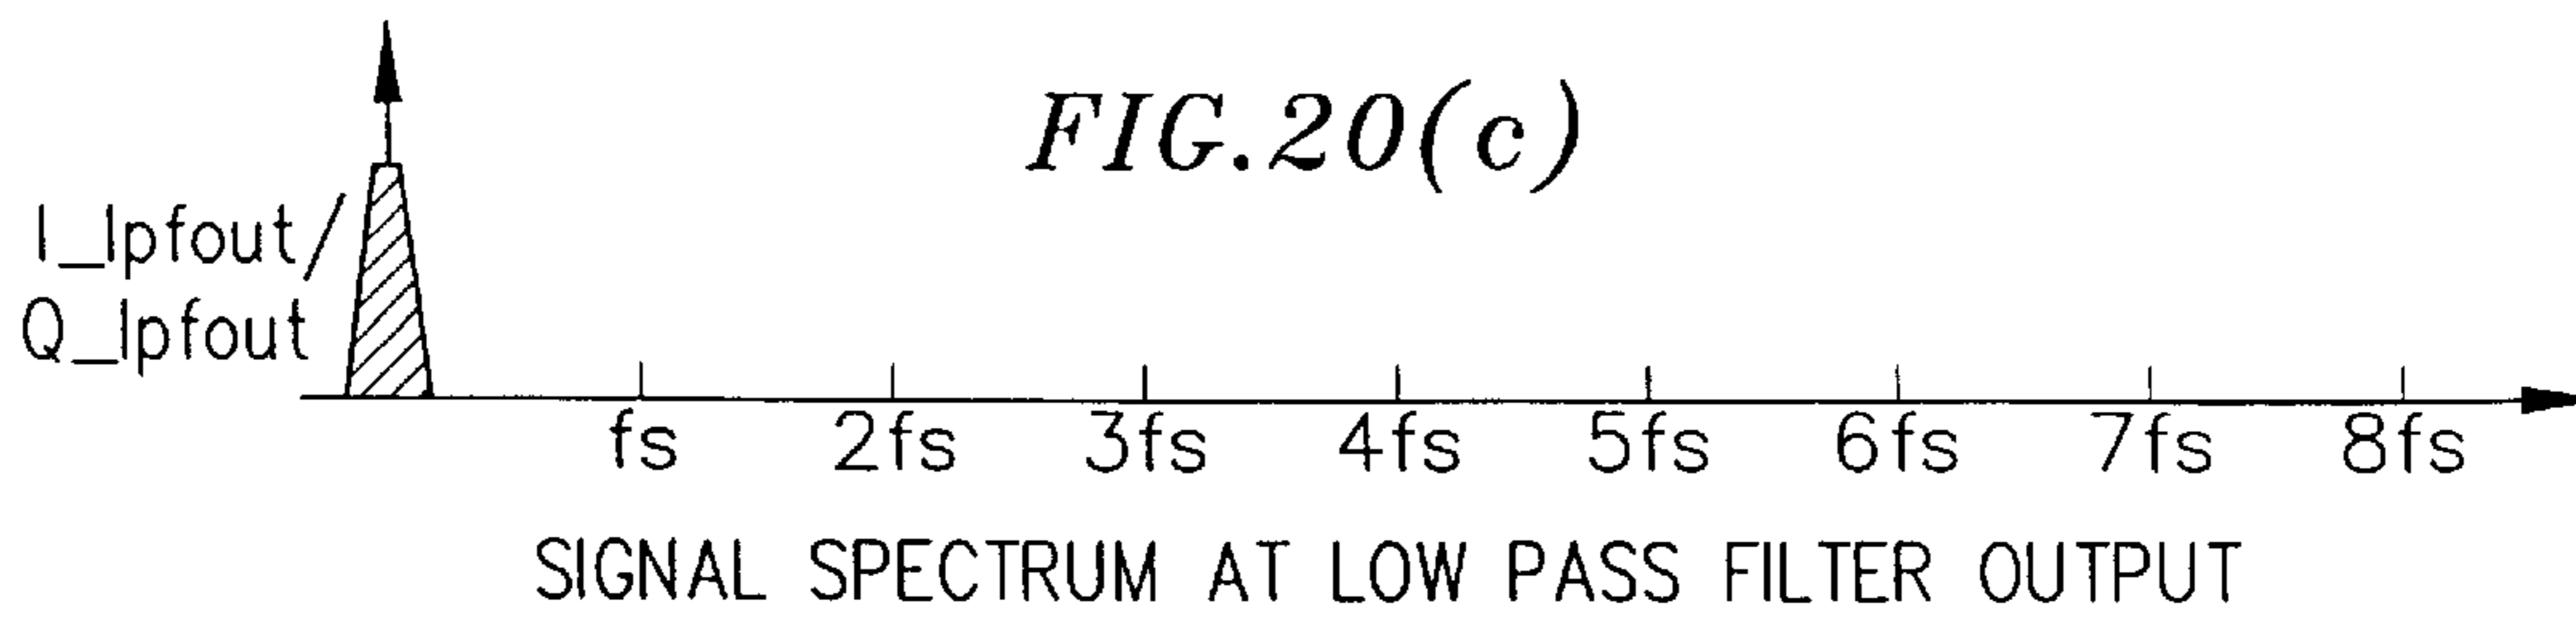 FIG.20(c)
I_lpfout/
Q_lpfout
fs 2fs 3fs 4fs 5fs 6fs 7fs 8fs
SIGNAL SPECTRUM AT LOW PASS FILTER OUTPUT